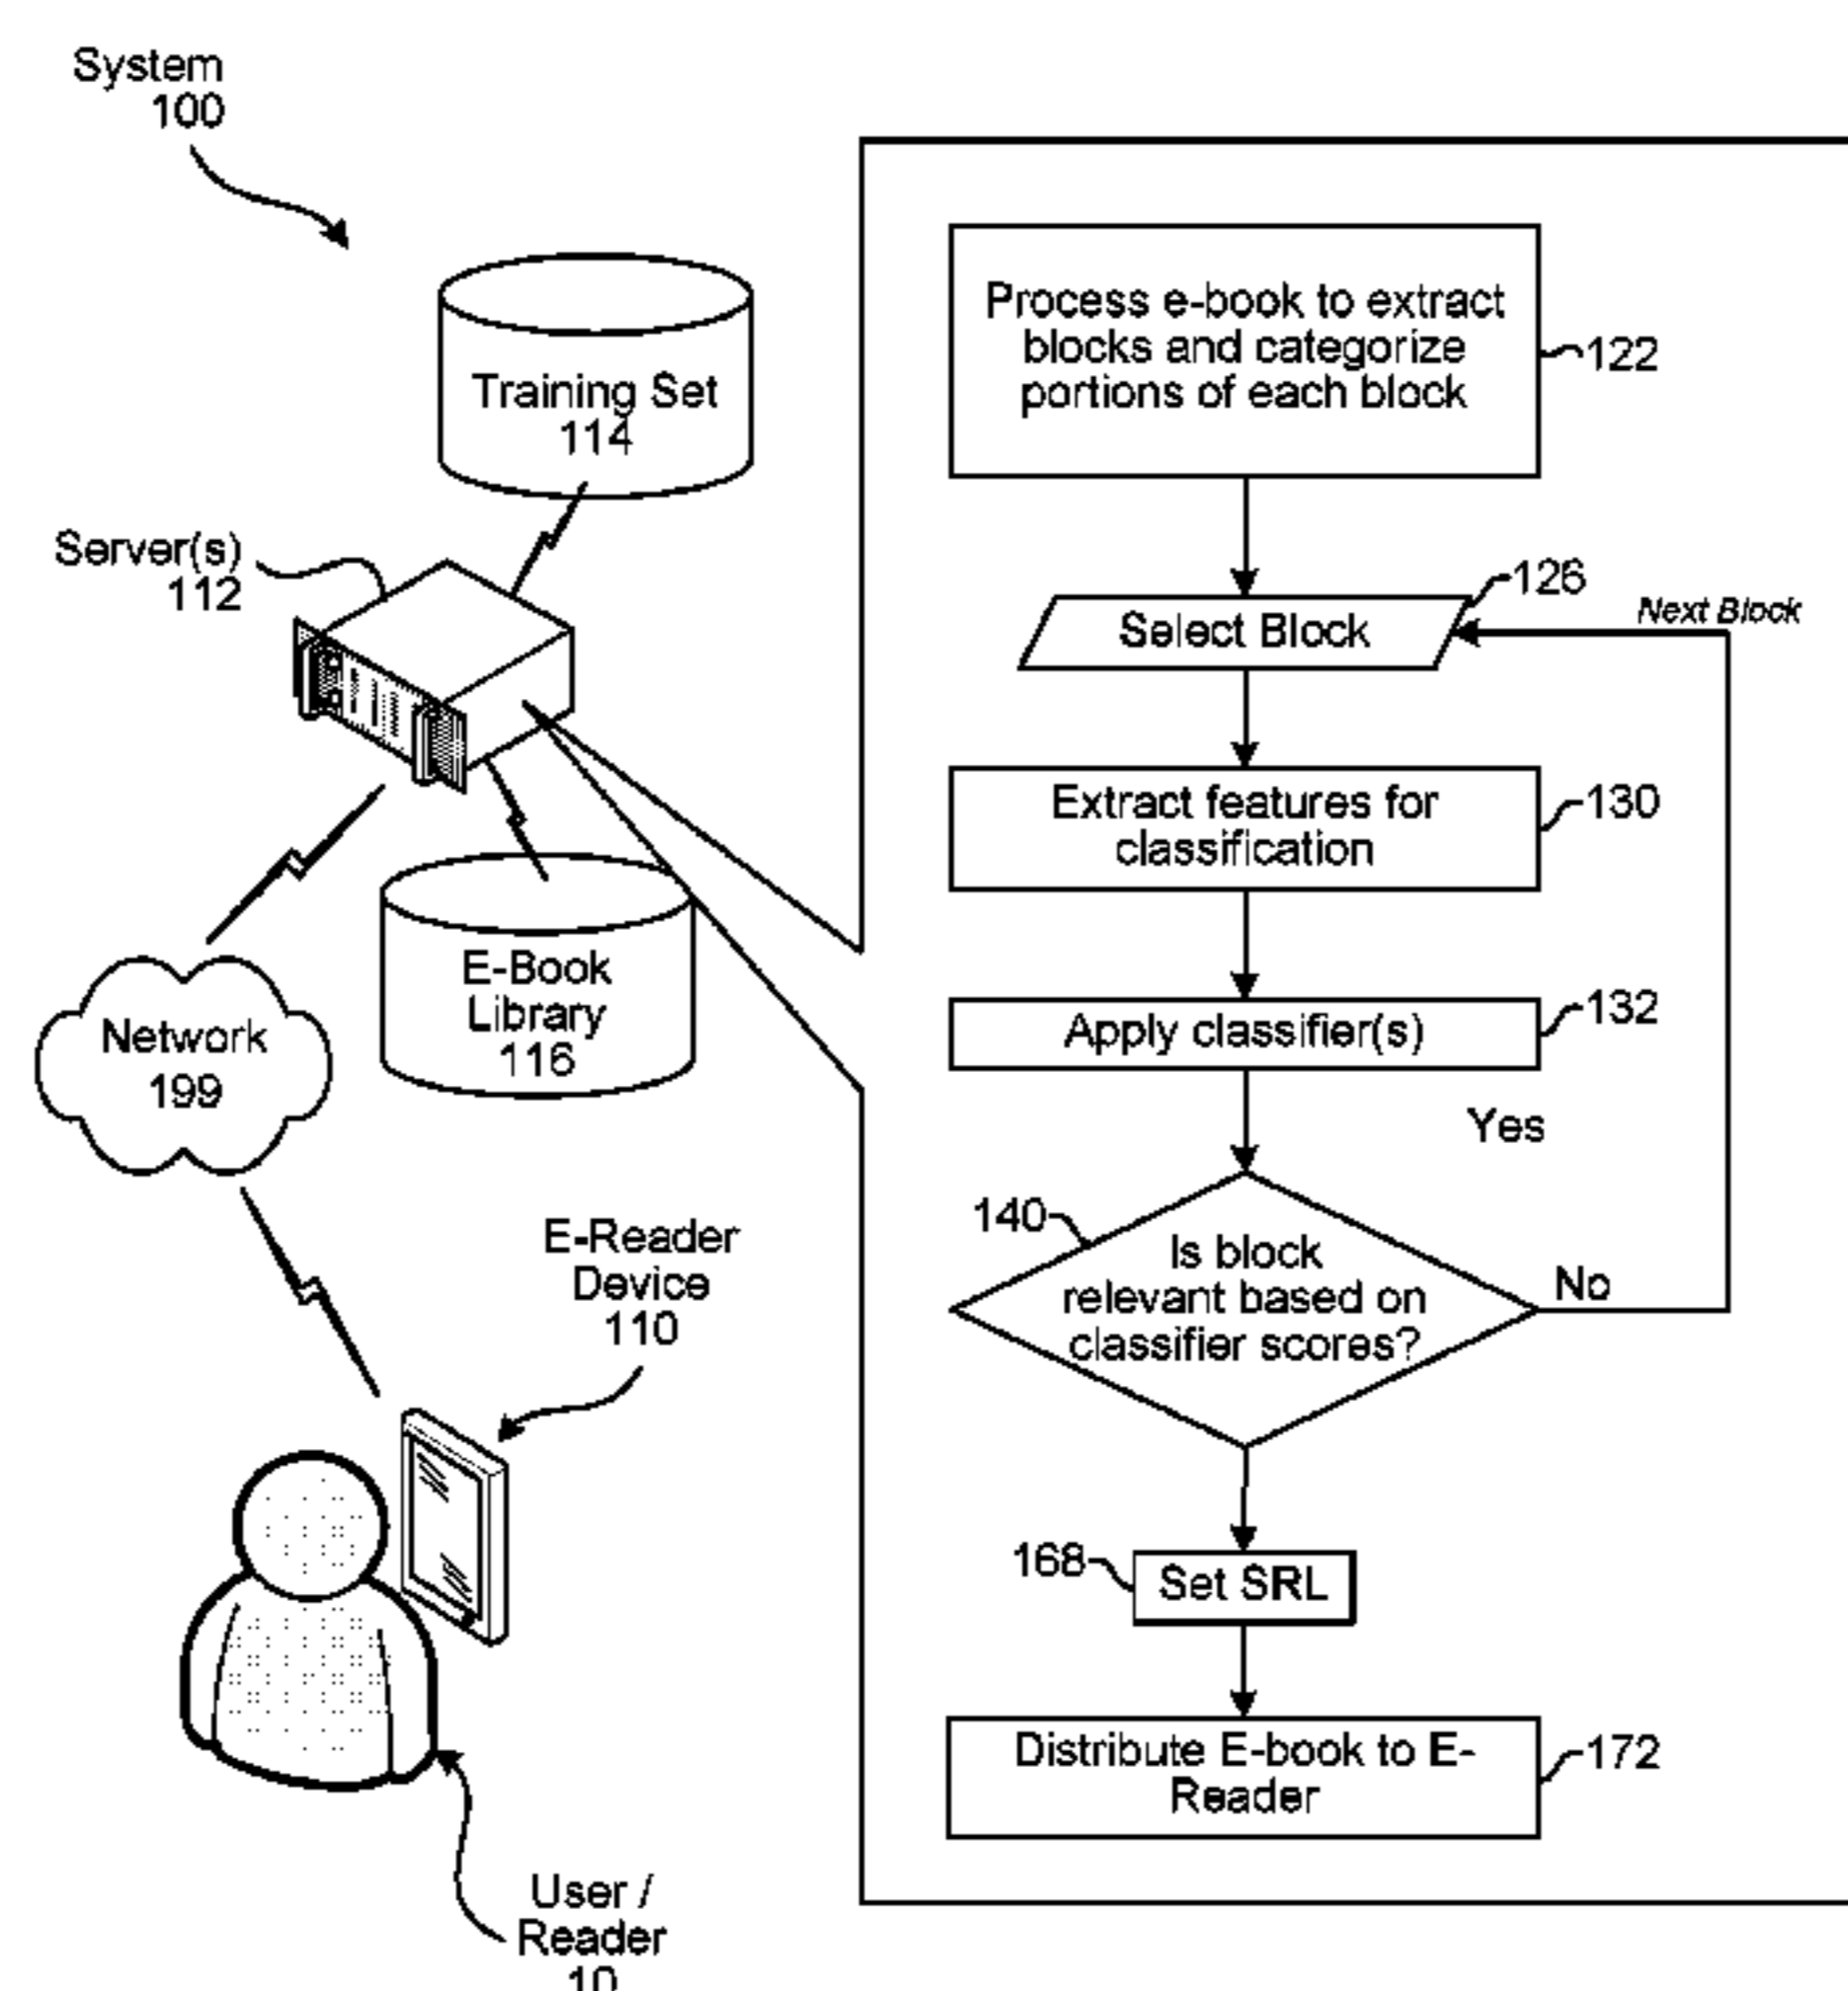 System
100
Training Set
114
Server(s)
112
E-Book
Library
116
Network
199
E-Reader
Device
110
User /
Reader
10
Process e-book to extract
blocks and categorize
portions of each block
122
Select Block
126
Next Block
Extract features for
classification
130
Apply classifier(s)
132
Yes
140
Is block
relevant based on
classifier scores?
No
168
Set SRL
Distribute E-book to E-
Reader
172